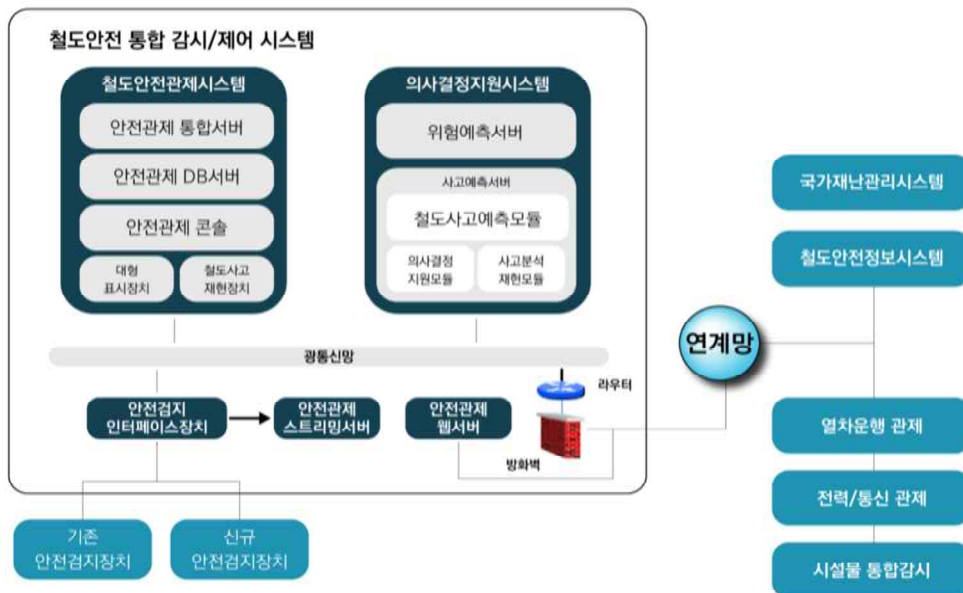 철도안전 통합 감시/제어 시스템
철도안전관제시스템
안전관제 통합서버
안전관제 DB서버
안전관제 콘솔
대형
표시장치
철도사고
재현장치
의사결정지원시스템
위험예측서버
사고예측서버
철도사고예측모듈
의사결정
지원모듈
사고분석
재현모듈
광통신망
안전검지
인터페이스장치
안전관제
스트리밍서버
안전관제
웹서버
라우터
방화벽
기존
안전검지장치
신규
안전검지장치
연계망
국가재난관리시스템
철도안전정보시스템
열차운행 관제
전력/통신 관제
시설물 통합감시